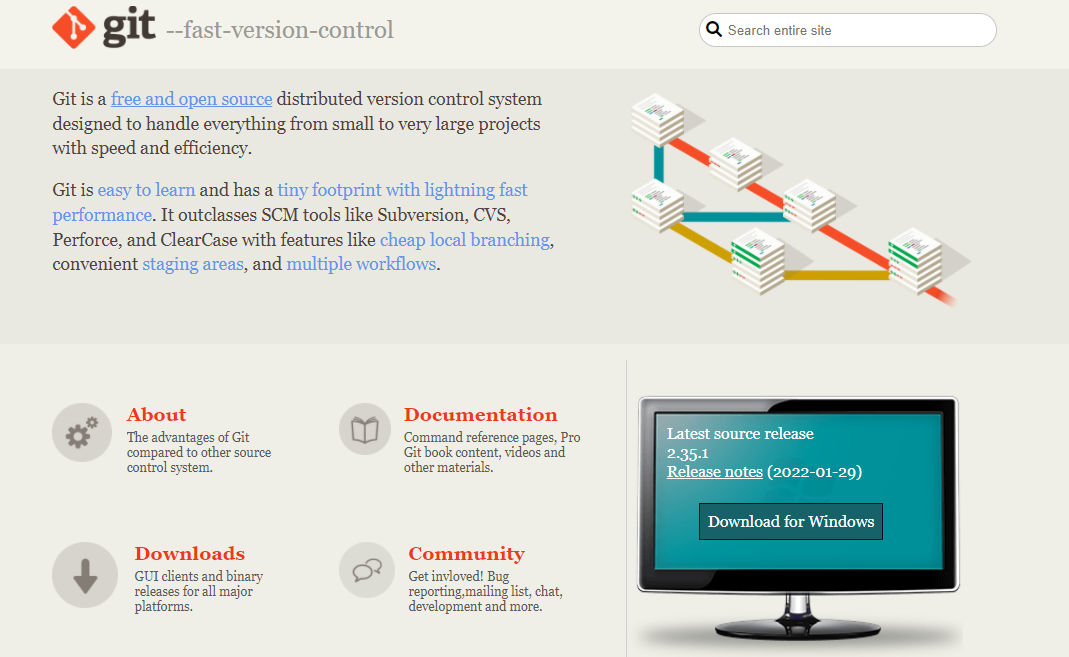 git --fast-version-control
Search entire site
Git is a free and open source distributed version control system
designed to handle everything from small to very large projects
with speed and efficiency.
Git is easy to learn and has a tiny footprint with lightning fast
performance. It outclasses SCM tools like Subversion, CVS,
Perforce, and ClearCase with features like cheap local branching,
convenient staging areas, and multiple workflows.
About
The advantages of Git
compared to other source
control system.
Documentation
Command reference pages, Pro
Git book content, videos and
other materials.
Downloads
GUI clients and binary
releases for all major
platforms.
Community
Get invloved! Bug
reporting,mailing list, chat,
development and more.
Latest source release
2.35.1
Release notes (2022-01-29)
Download for Windows